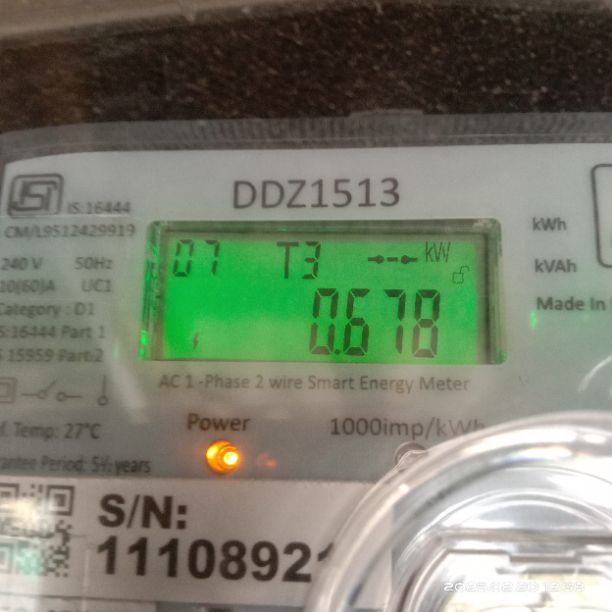 DDZ1513
IS:16444
CM/L9512429919
240 V 50Hz
10(60)A UC1
Category : D1
IS:16444 Part 1
15959 Part:2
07 T3 kW
0.678
kWh
kVAh
Made In
AC 1 -Phase 2 wire Smart Energy Meter
Temp: 27°C
Power 1000imp/kWh
Period: 5½ years
S/N:
1110892